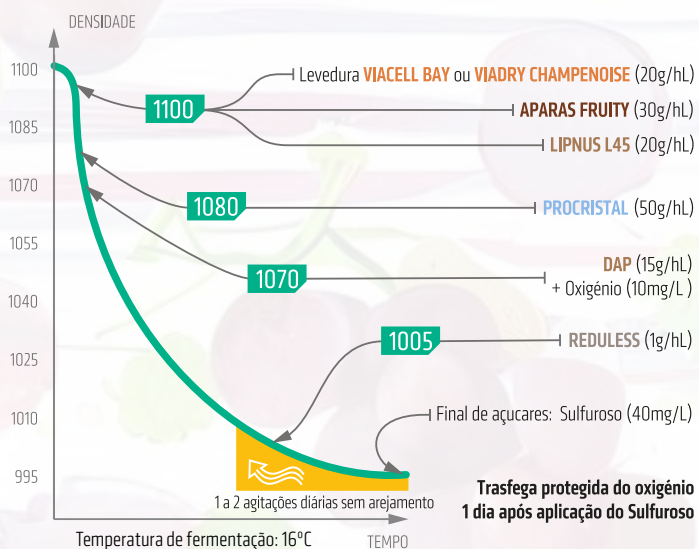 DENSIDADE
1100
Levedura VIACELL BAY ou VIADRY CHAMPENOISE (20g/hL)
1100
APARAS FRUITY (30g/hL)
1085
LIPNUS L45 (20g/hL)
1070
1080
PROCRISTAL (50g/hL)
1055
1070
DAP (15g/hL)
+ Oxigénio (10mg/L )
1040
1005
REDULESS (1g/hL)
1025
1010
Final de açucares: Sulfuroso (40mg/L)
995
1 a 2 agitações diárias sem arejamento
Trasfega protegida do oxigénio
1 dia após aplicação do Sulfuroso
Temperatura de fermentação: 16ºC
TEMPO